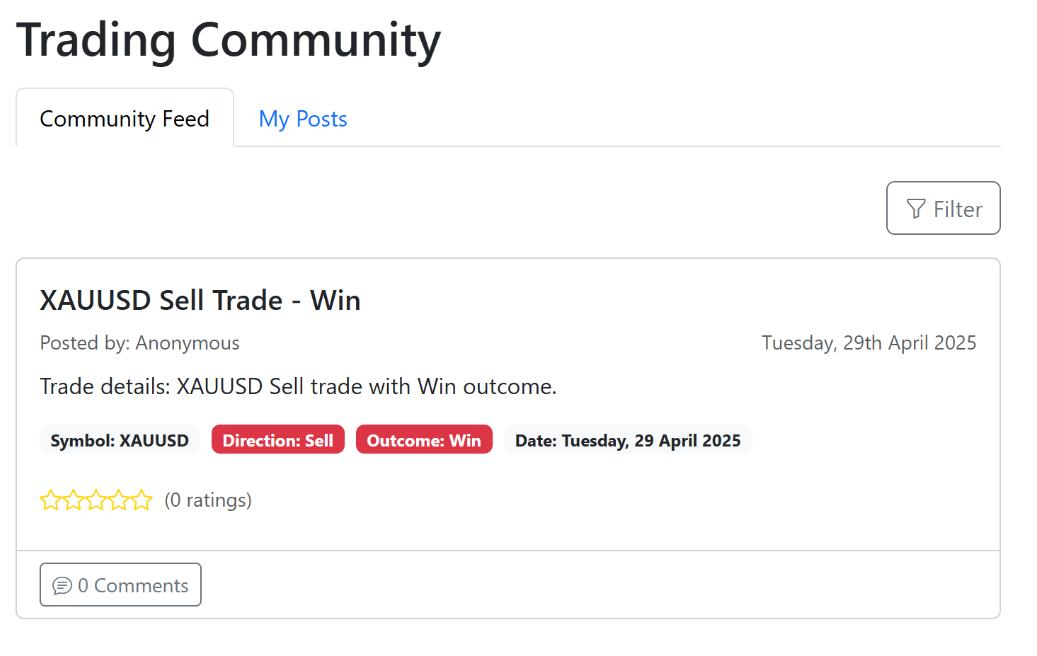 Trading Community
Community Feed My Posts
Filter
XAUUSD Sell Trade - Win
Posted by: Anonymous Tuesday, 29th April 2025
Trade details: XAUUSD Sell trade with Win outcome.
Symbol: XAUUSD Direction: Sell Outcome: Win Date: Tuesday, 29 April 2025
(0 ratings)
0 Comments